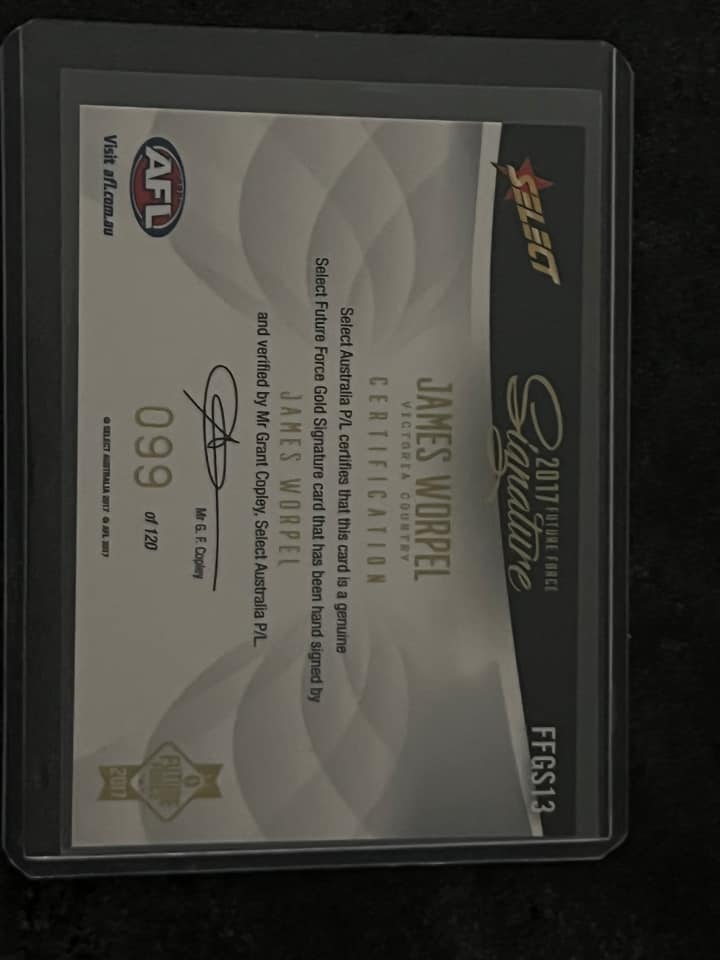 SELECT
2017 FUTURE FORCE
Signature
FFGS13
JAMES WORPEL
VICTORIA COUNTRY
CERTIFICATION
Select Australia P/L certifies that this card is a genuine
Select Future Force Gold Signature card that has been hand signed by
JAMES WORPEL
and verified by Mr Grant Copley, Select Australia P/L.
Mr G. F. Copley
099 of 120
AFL
Visit afl.com.au
© SELECT AUSTRALIA 2017 © AFL 2017
FUTURE
2017